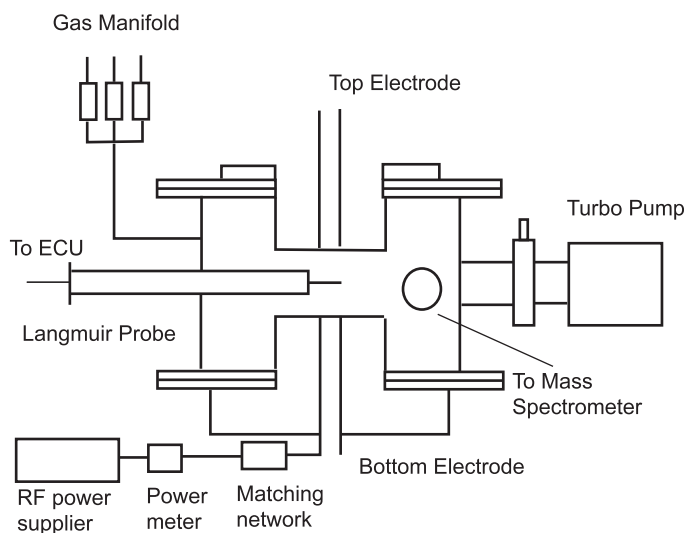 Gas Manifold
Top Electrode
Turbo Pump
To ECU
Langmuir Probe
To Mass
Spectrometer
Bottom Electrode
RF power
supplier
Power
meter
Matching
network